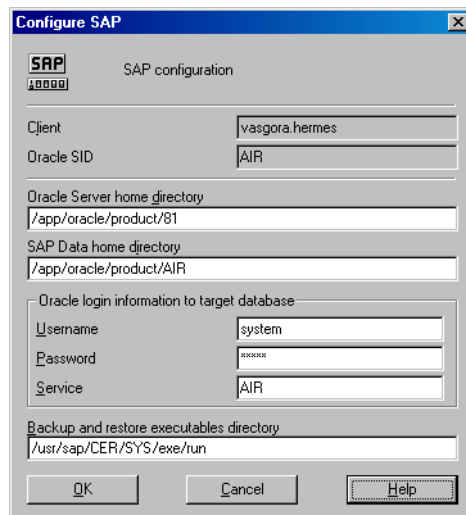 Configure SAP
SAP
SAP configuration
Client vasgora.hermes
Oracle SID AIR
Oracle Server home directory
/app/oracle/product/81
SAP Data home directory
/app/oracle/product/AIR
Oracle login information to target database
Username system
Password xxxxx
Service AIR
Backup and restore executables directory
/usr/sap/CER/SYS/exe/run
OK Cancel Help